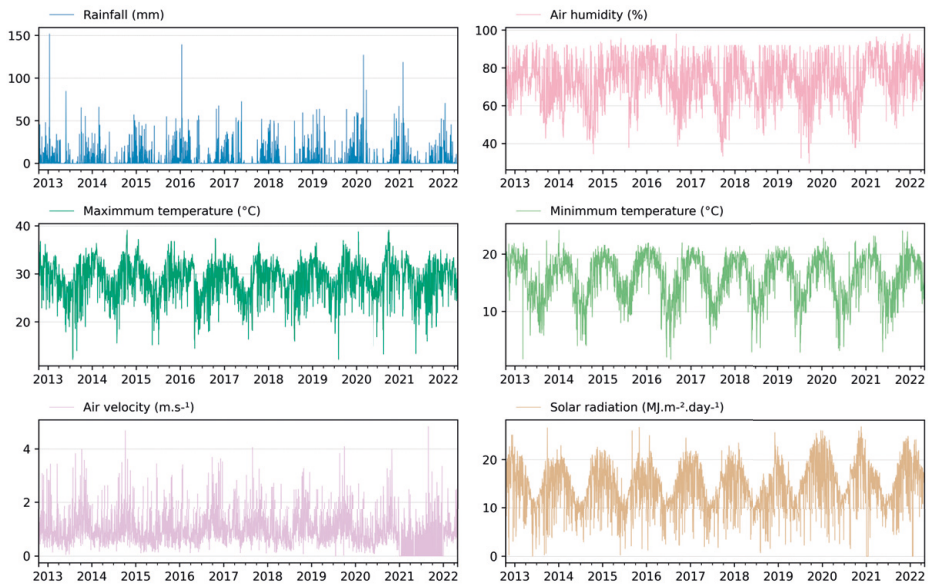 Rainfall (mm)
150
100
50
0
2013 2014 2015 2016 2017 2018 2019 2020 2021 2022
Air humidity (%)
100
80
60
40
2013 2014 2015 2016 2017 2018 2019 2020 2021 2022
Maximmum temperature (°C)
40
30
20
2013 2014 2015 2016 2017 2018 2019 2020 2021 2022
Minimmum temperature (°C)
20
10
2013 2014 2015 2016 2017 2018 2019 2020 2021 2022
Air velocity (m.s-¹)
4
2
0
2013 2014 2015 2016 2017 2018 2019 2020 2021 2022
Solar radiation (MJ.m-².day-¹)
20
10
0
2013 2014 2015 2016 2017 2018 2019 2020 2021 2022